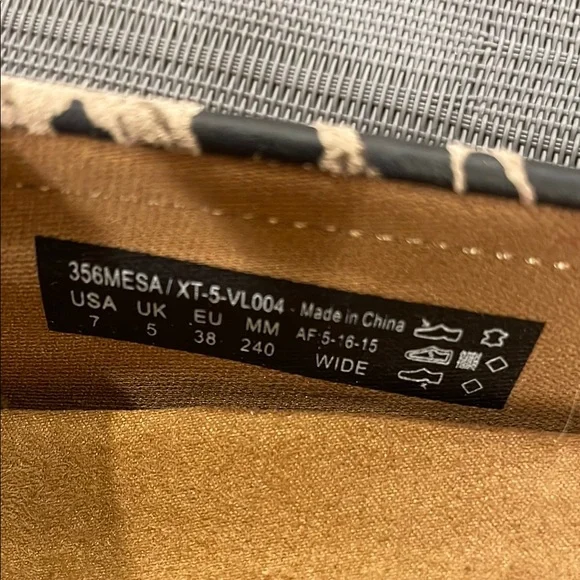 356MESA / XT-5-VL004 Made in China
USA UK EU MM AF:5-16-15
7 5 38 240 WIDE